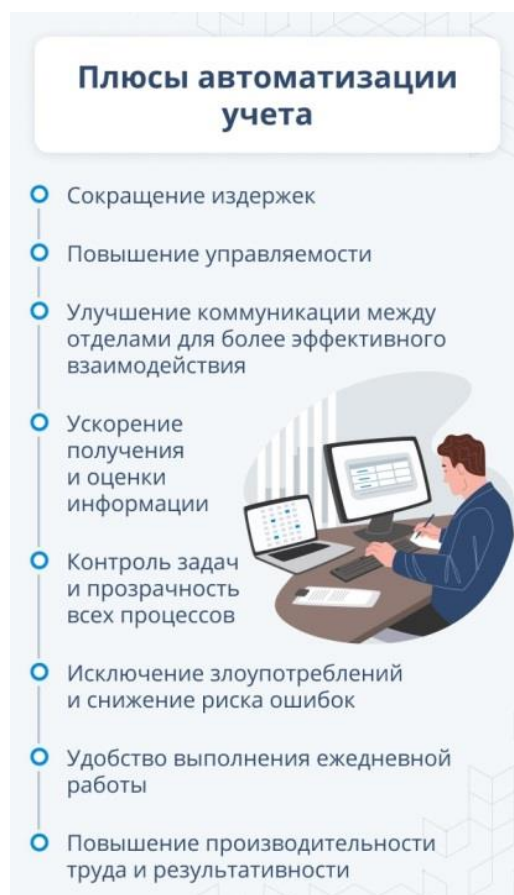 Плюсы автоматизации
учета
Сокращение издержек
Повышение управляемости
Улучшение коммуникации между
отделами для более эффективного
взаимодействия
Ускорение
получения
и оценки
информации
Контроль задач
и прозрачность
всех процессов
Исключение злоупотреблений
и снижение риска ошибок
Удобство выполнения ежедневной
работы
Повышение производительности
труда и результативности